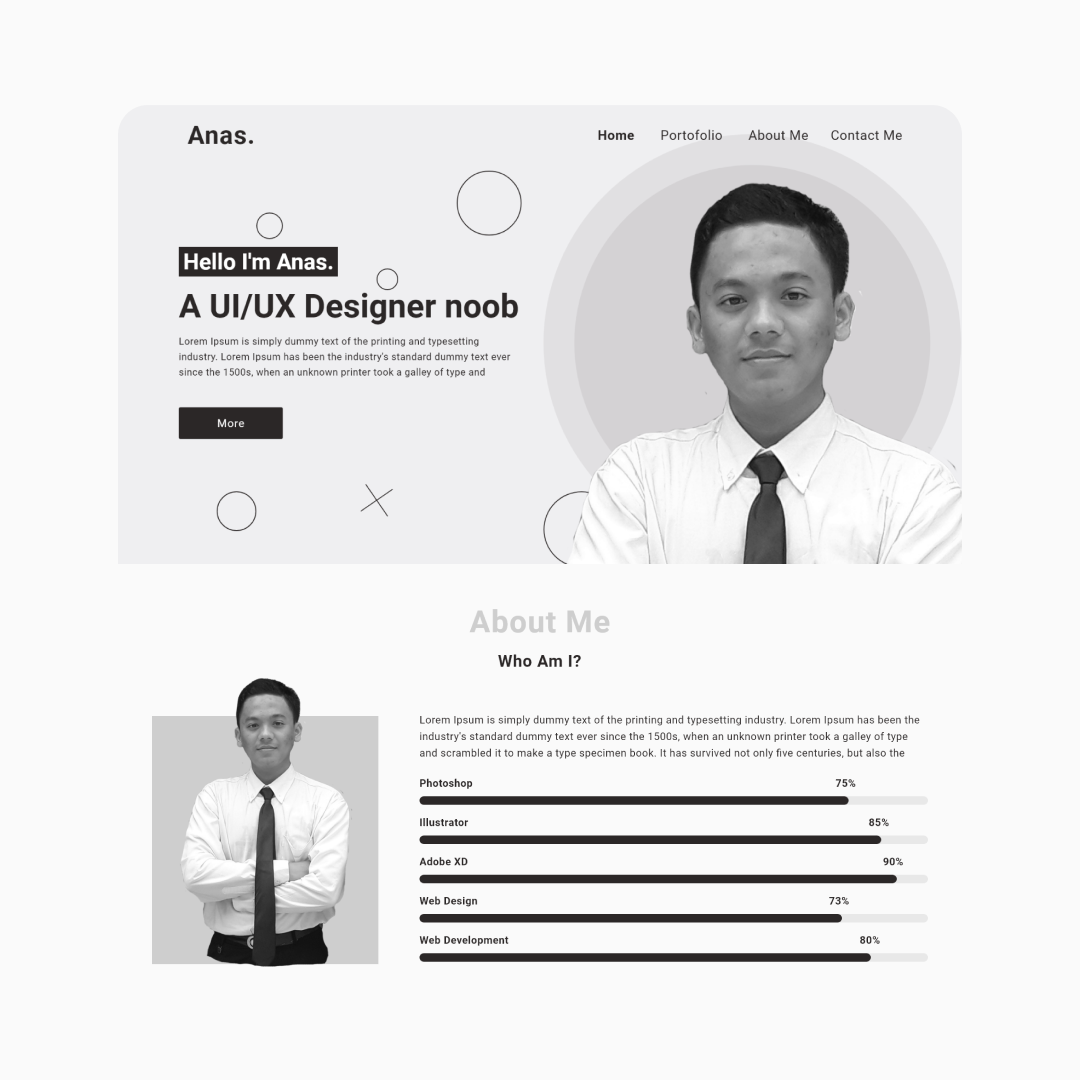 Anas.
Home Portofolio About Me Contact Me
Hello I'm Anas.
A UI/UX Designer noob
Lorem Ipsum is simply dummy text of the printing and typesetting
industry. Lorem Ipsum has been the industry's standard dummy text ever
since the 1500s, when an unknown printer took a galley of type and
More
About Me
Who Am I?
Lorem Ipsum is simply dummy text of the printing and typesetting industry. Lorem Ipsum has been the
industry's standard dummy text ever since the 1500s, when an unknown printer took a galley of type
and scrambled it to make a type specimen book. It has survived not only five centuries, but also the
Photoshop 75%
Illustrator 85%
Adobe XD 90%
Web Design 73%
Web Development 80%